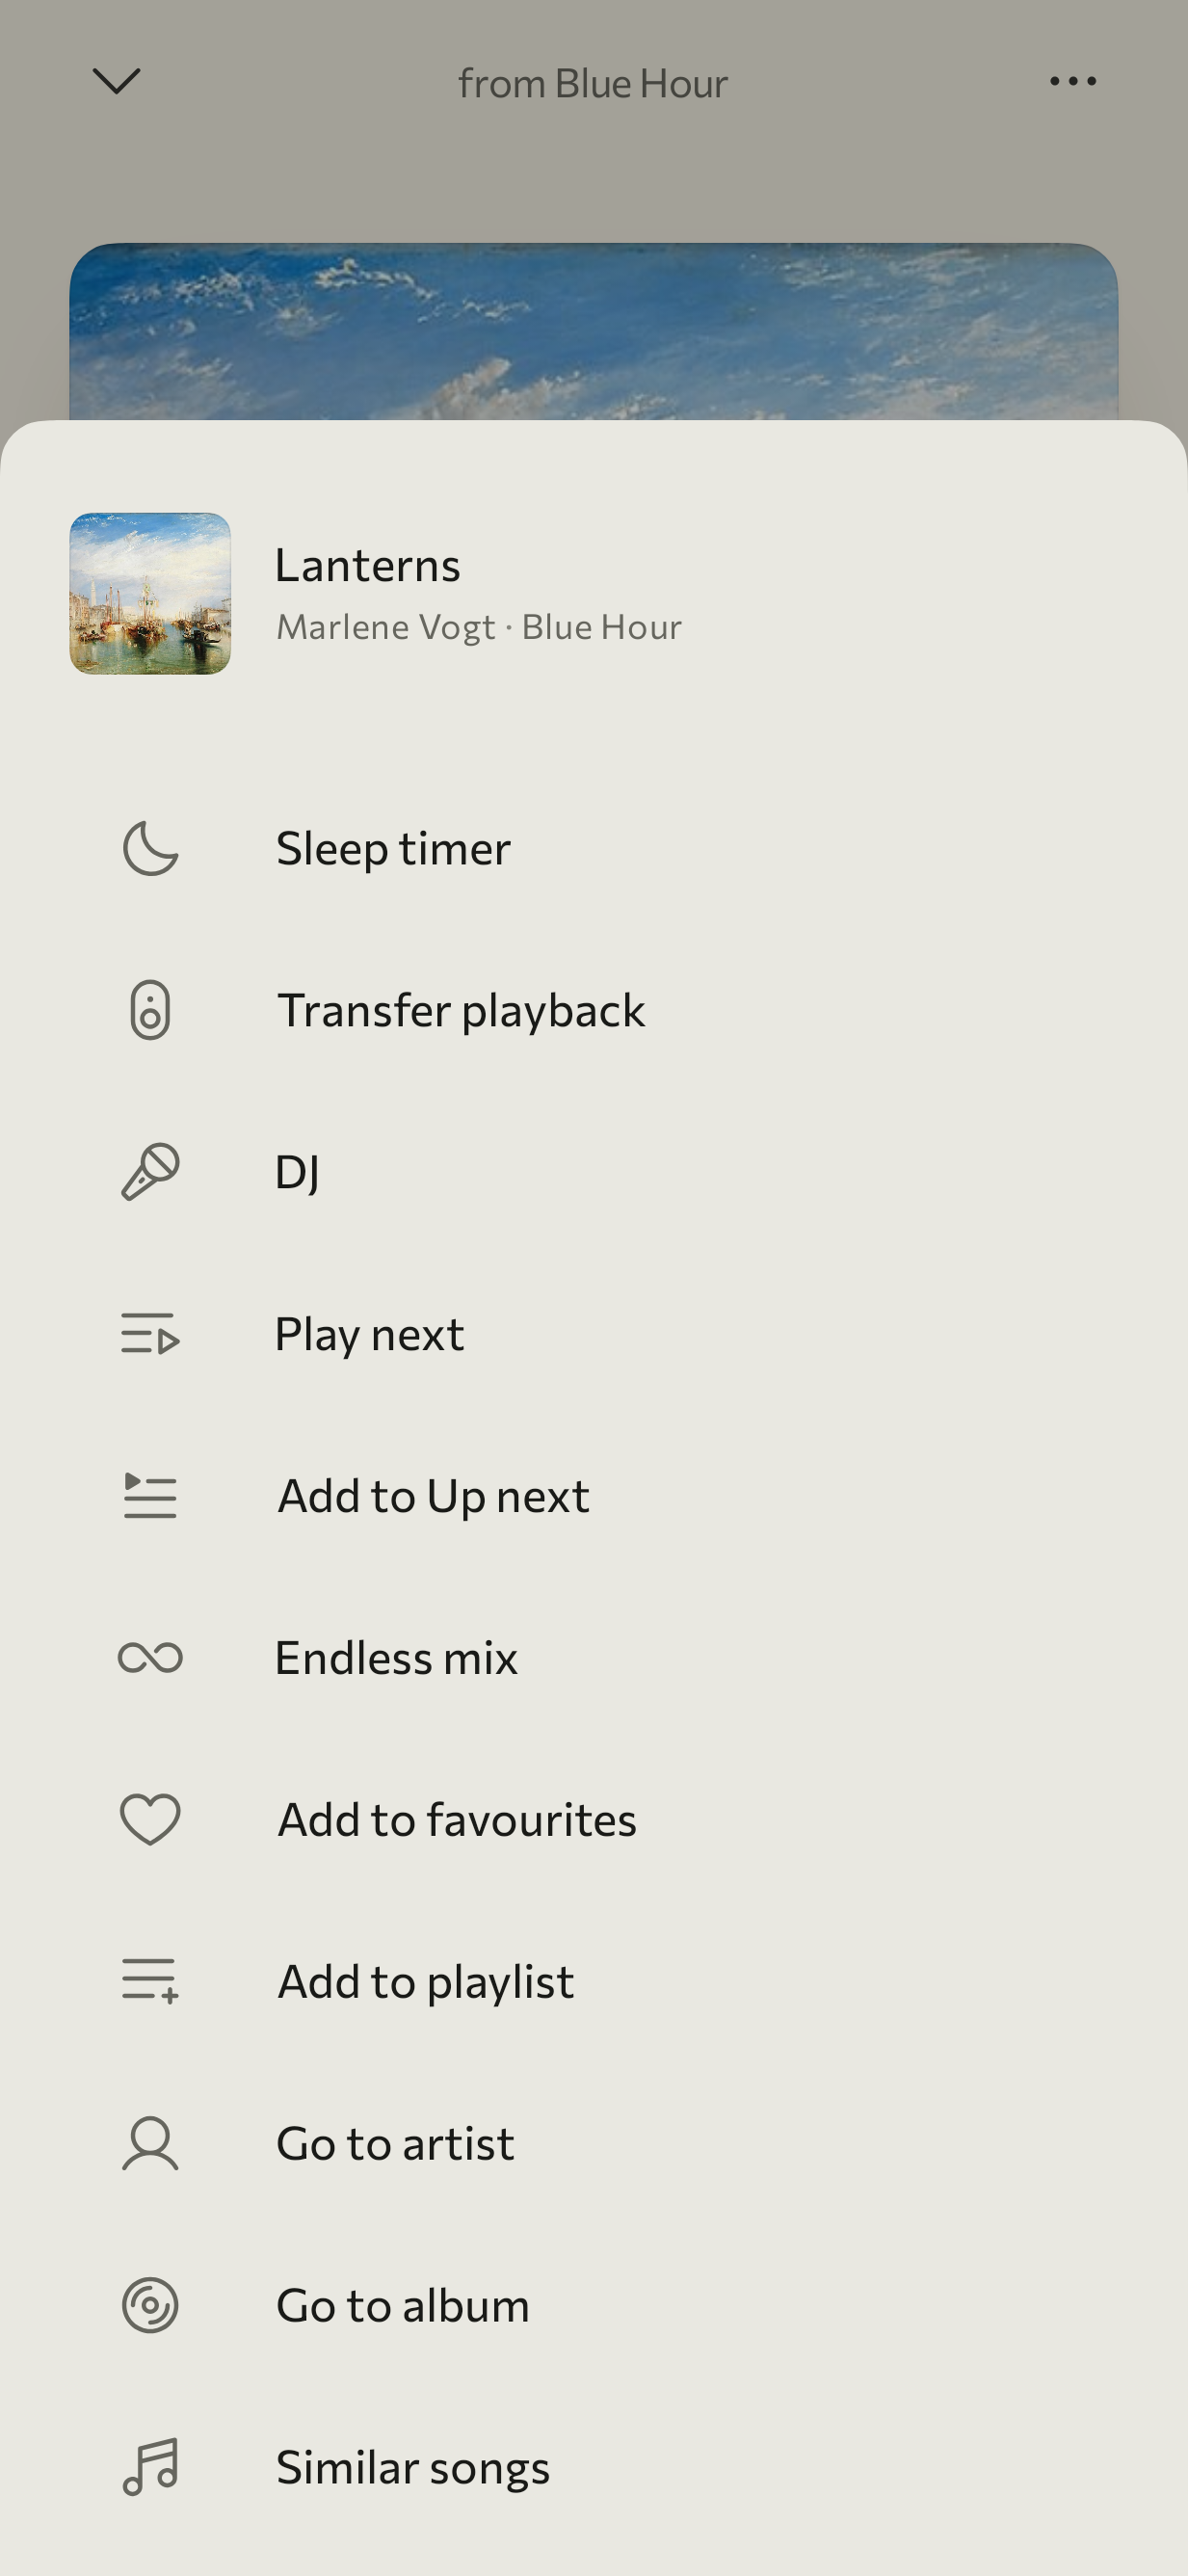 from Blue Hour
Lanterns
Marlene Vogt · Blue Hour
Sleep timer
Transfer playback
DJ
Play next
Add to Up next
Endless mix
Add to favourites
Add to playlist
Go to artist
Go to album
Similar songs